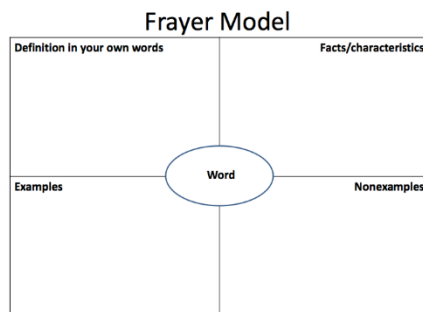 Frayer Model
Definition in your own words
Facts/characteristics
Word
Examples
Nonexamples